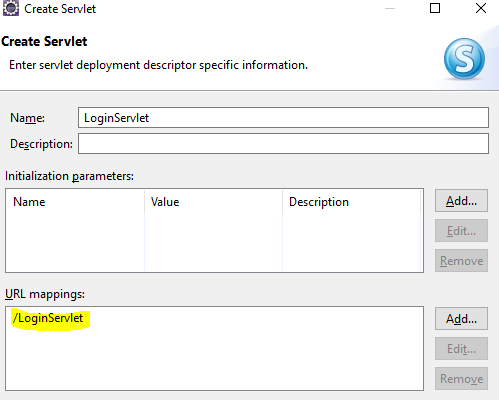 Create Servlet
Create Servlet
Enter servlet deployment descriptor specific information.
S
Name: LoginServlet
Description:
Initialization parameters:
Name Value Description
Add...
Edit...
Remove
URL mappings:
/LoginServlet
Add...
Edit...
Remove